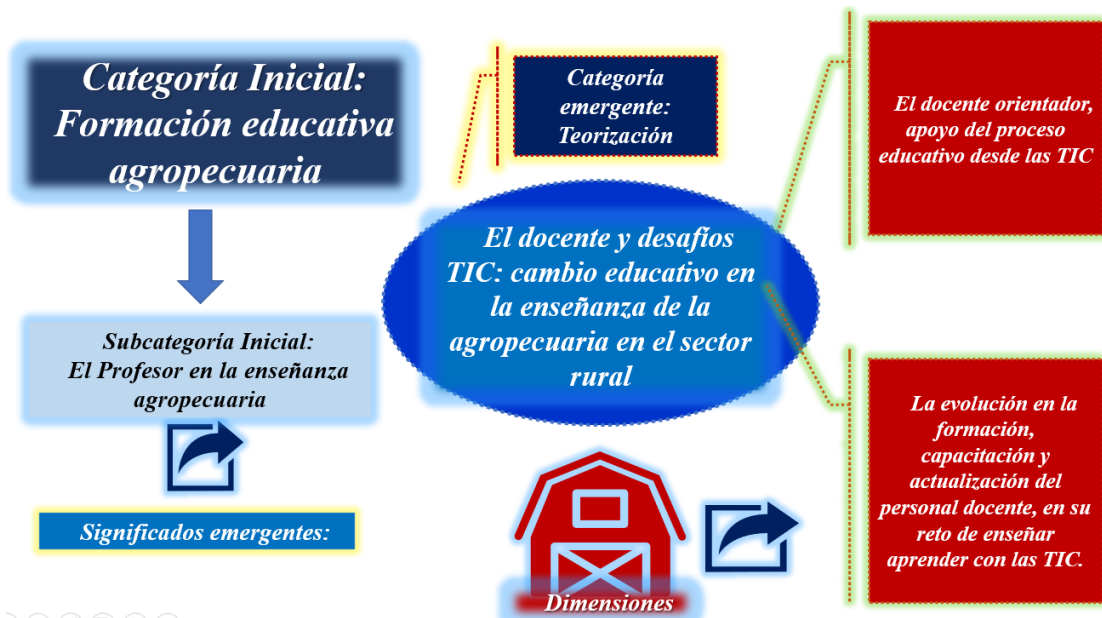 Categoría Inicial:
Formación educativa
agropecuaria
Subcategoría Inicial:
El Profesor en la enseñanza
agropecuaria
Significados emergentes:
Categoría
emergente:
Teorización
El docente y desafíos
TIC: cambio educativo en
la enseñanza de la
agropecuaria en el sector
rural
Dimensiones
El docente orientador,
apoyo del proceso
educativo desde las TIC
La evolución en la
formación,
capacitación y
actualización del
personal docente, en su
reto de enseñar
aprender con las TIC.